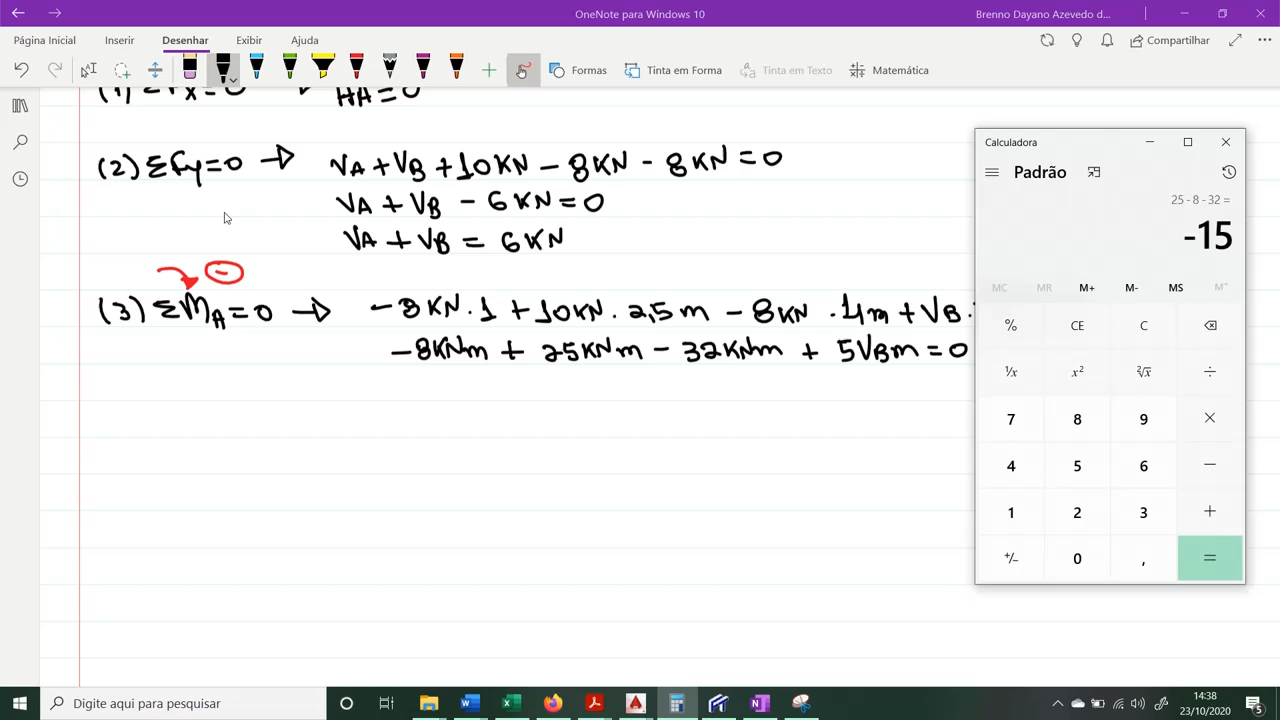 OneNote para Windows 10
Brenno Dayano Azevedo d...
Página Inicial Inserir Desenhar Exibir Ajuda
Compartilhar
Formas Tinta em Forma Tinta em Texto Matemática
(1) ΣFx=0 → HA=0
(2) ΣFy=0 → VA+VB+10KN-8KN-8KN=0
VA+VB-6KN=0
VA+VB=6KN
-
(3) ΣMA=0 → -8KN.1+10KN.2,5m-8KN.4m+VB.
-8KNm+25KNm-32KNm+5VBm=0
Calculadora
Padrão
25 - 8 - 32 =
-15
MC MR M+ M- MS M˅
% CE C
¹/x x² ²√x ÷
7 8 9 ×
4 5 6 −
1 2 3 +
+/− 0 , =
Digite aqui para pesquisar
14:38
23/10/2020
5